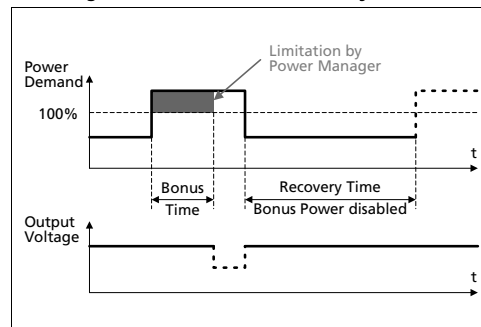 Limitation by
Power Manager
Power
Demand
100%
t
Bonus
Time
Recovery Time
Bonus Power disabled
Output
Voltage
t